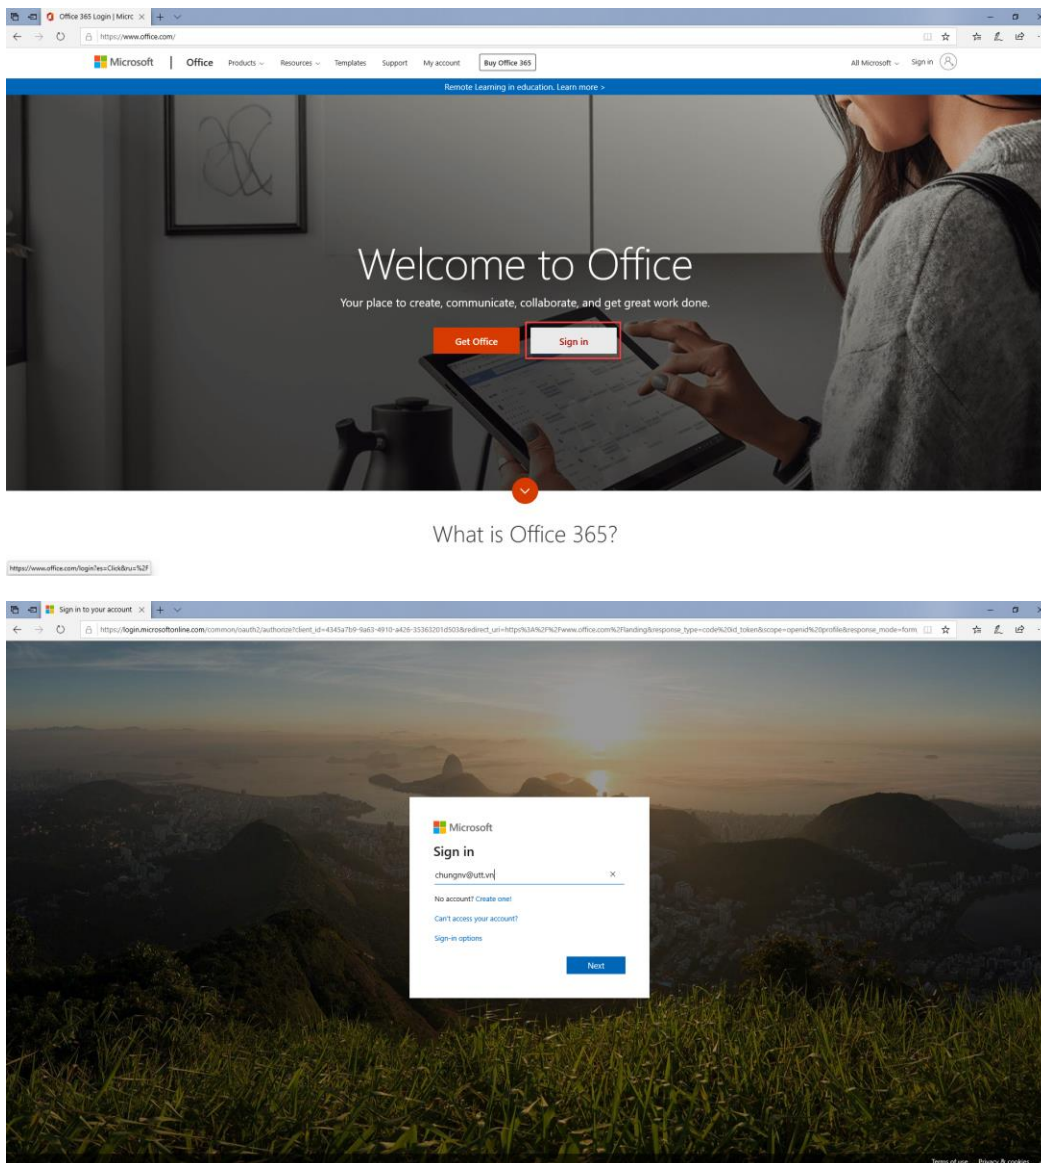 Office 365 Login | Micrc
https://www.office.com/
Microsoft | Office Products Resources Templates Support My account Buy Office 365 All Microsoft Sign in
Remote Learning in education. Learn more >
Welcome to Office
Your place to create, communicate, collaborate, and get great work done.
Get Office Sign in
What is Office 365?
https://www.office.com/login?es=Click&ru=%2F
Sign in to your account
https://login.microsoftonline.com/common/oauth2/authorize?client_id=4345a7b9-9a63-4910-a426-35363201d503&redirect_uri=https%3A%2F%2Fwww.office.com%2Flanding&response_type=code%20id_token&scope=openid%20profile&response_mode=form_
Microsoft
Sign in
chungnv@utt.vn
No account? Create one!
Can't access your account?
Sign-in options
Next
Terms of use Privacy & cookies